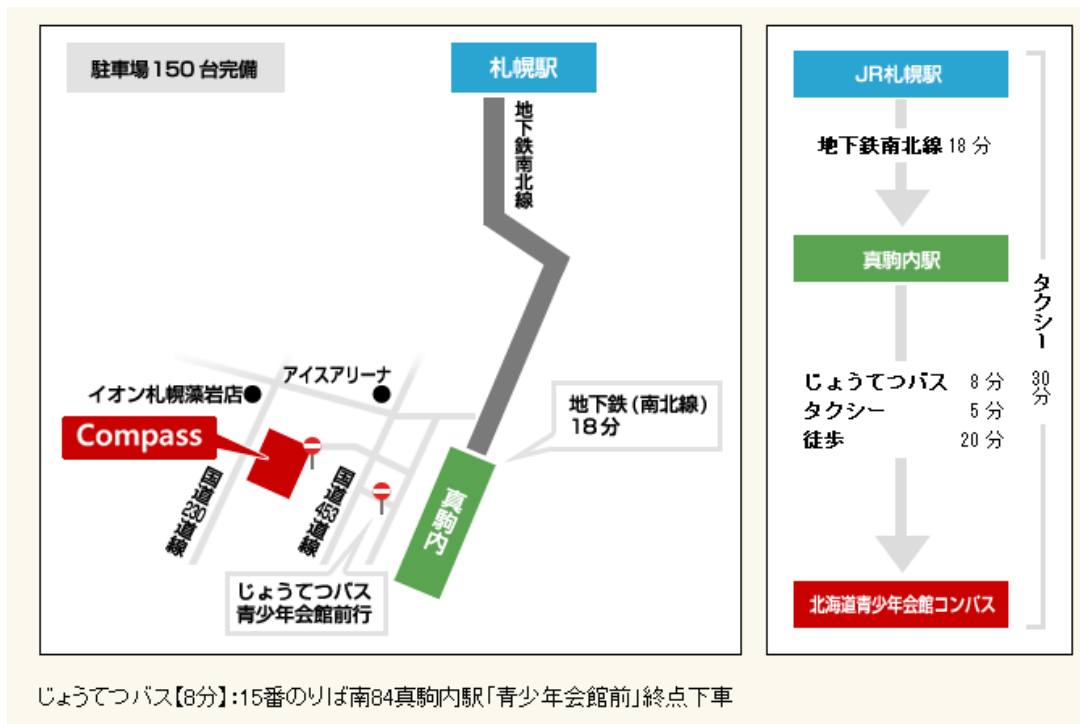 駐車場150台完備
札幌駅
地下鉄南北線
アイスアリーナ
イオン札幌藻岩店
Compass
国道230道線
国道453道線
地下鉄(南北線)
18分
真駒内
じょうてつバス
青少年会館前行
JR札幌駅
地下鉄南北線 18分
真駒内駅
じょうてつバス 8分
タクシー 5分
徒歩 20分
タクシー 30分
北海道青少年会館コンパス
じょうてつバス【8分】:15番のりば南84真駒内駅「青少年会館前」終点下車